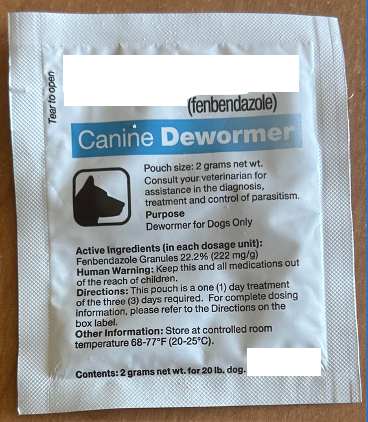 Tear to open
(fenbendazole)
Canine Dewormer
Pouch size: 2 grams net wt.
Consult your veterinarian for
assistance in the diagnosis,
treatment and control of parasitism.
Purpose
Dewormer for Dogs Only
Active Ingredients (in each dosage unit):
Fenbendazole Granules 22.2% (222 mg/g)
Human Warning: Keep this and all medications out
of the reach of children.
Directions: This pouch is a one (1) day treatment
of the three (3) days required. For complete dosing
information, please refer to the Directions on the
box label.
Other Information: Store at controlled room
temperature 68-77°F (20-25°C).
Contents: 2 grams net wt. for 20 lb. dog.